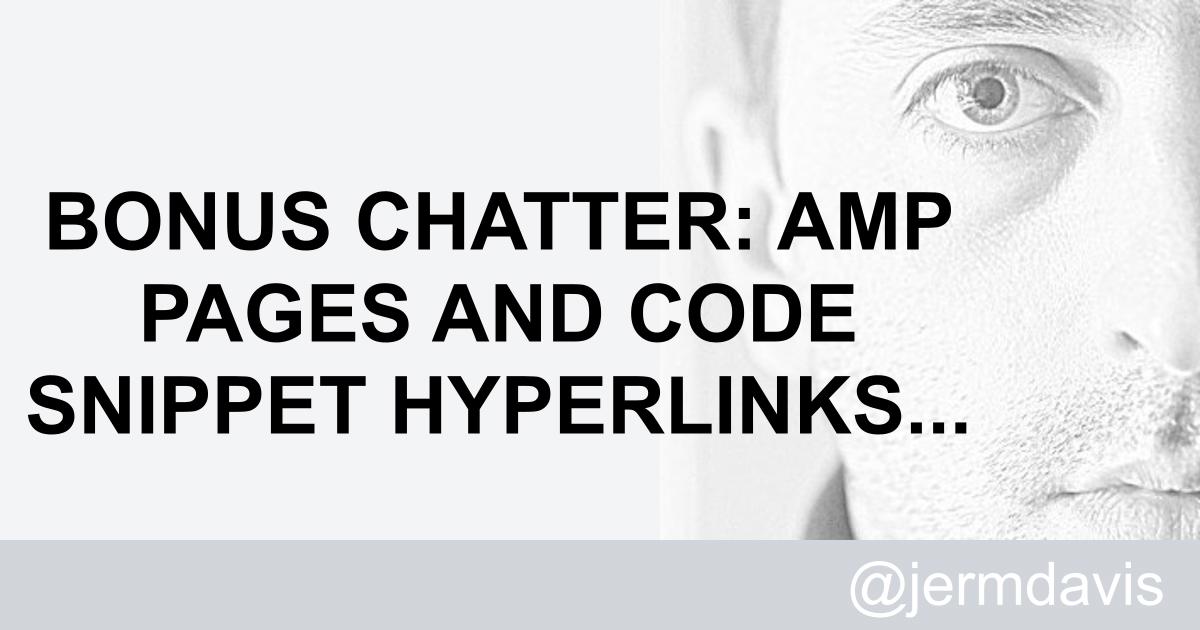 BONUS CHATTER: AMP
PAGES AND CODE
SNIPPET HYPERLINKS...
@jermdavis